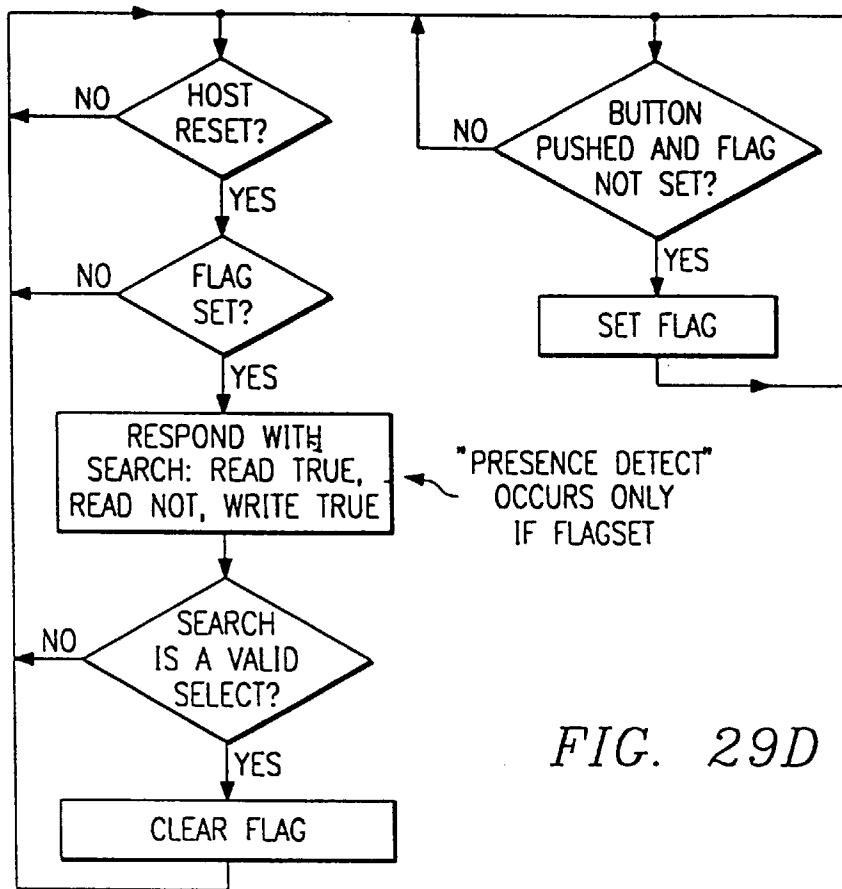 NO
HOST
RESET?
YES
NO
FLAG
SET?
YES
RESPOND WITH
SEARCH: READ TRUE,
READ NOT, WRITE TRUE
NO
SEARCH
IS A VALID
SELECT?
YES
CLEAR FLAG
NO
BUTTON
PUSHED AND FLAG
NOT SET?
YES
SET FLAG
"PRESENCE DETECT"
OCCURS ONLY
IF FLAGSET
FIG. 29D